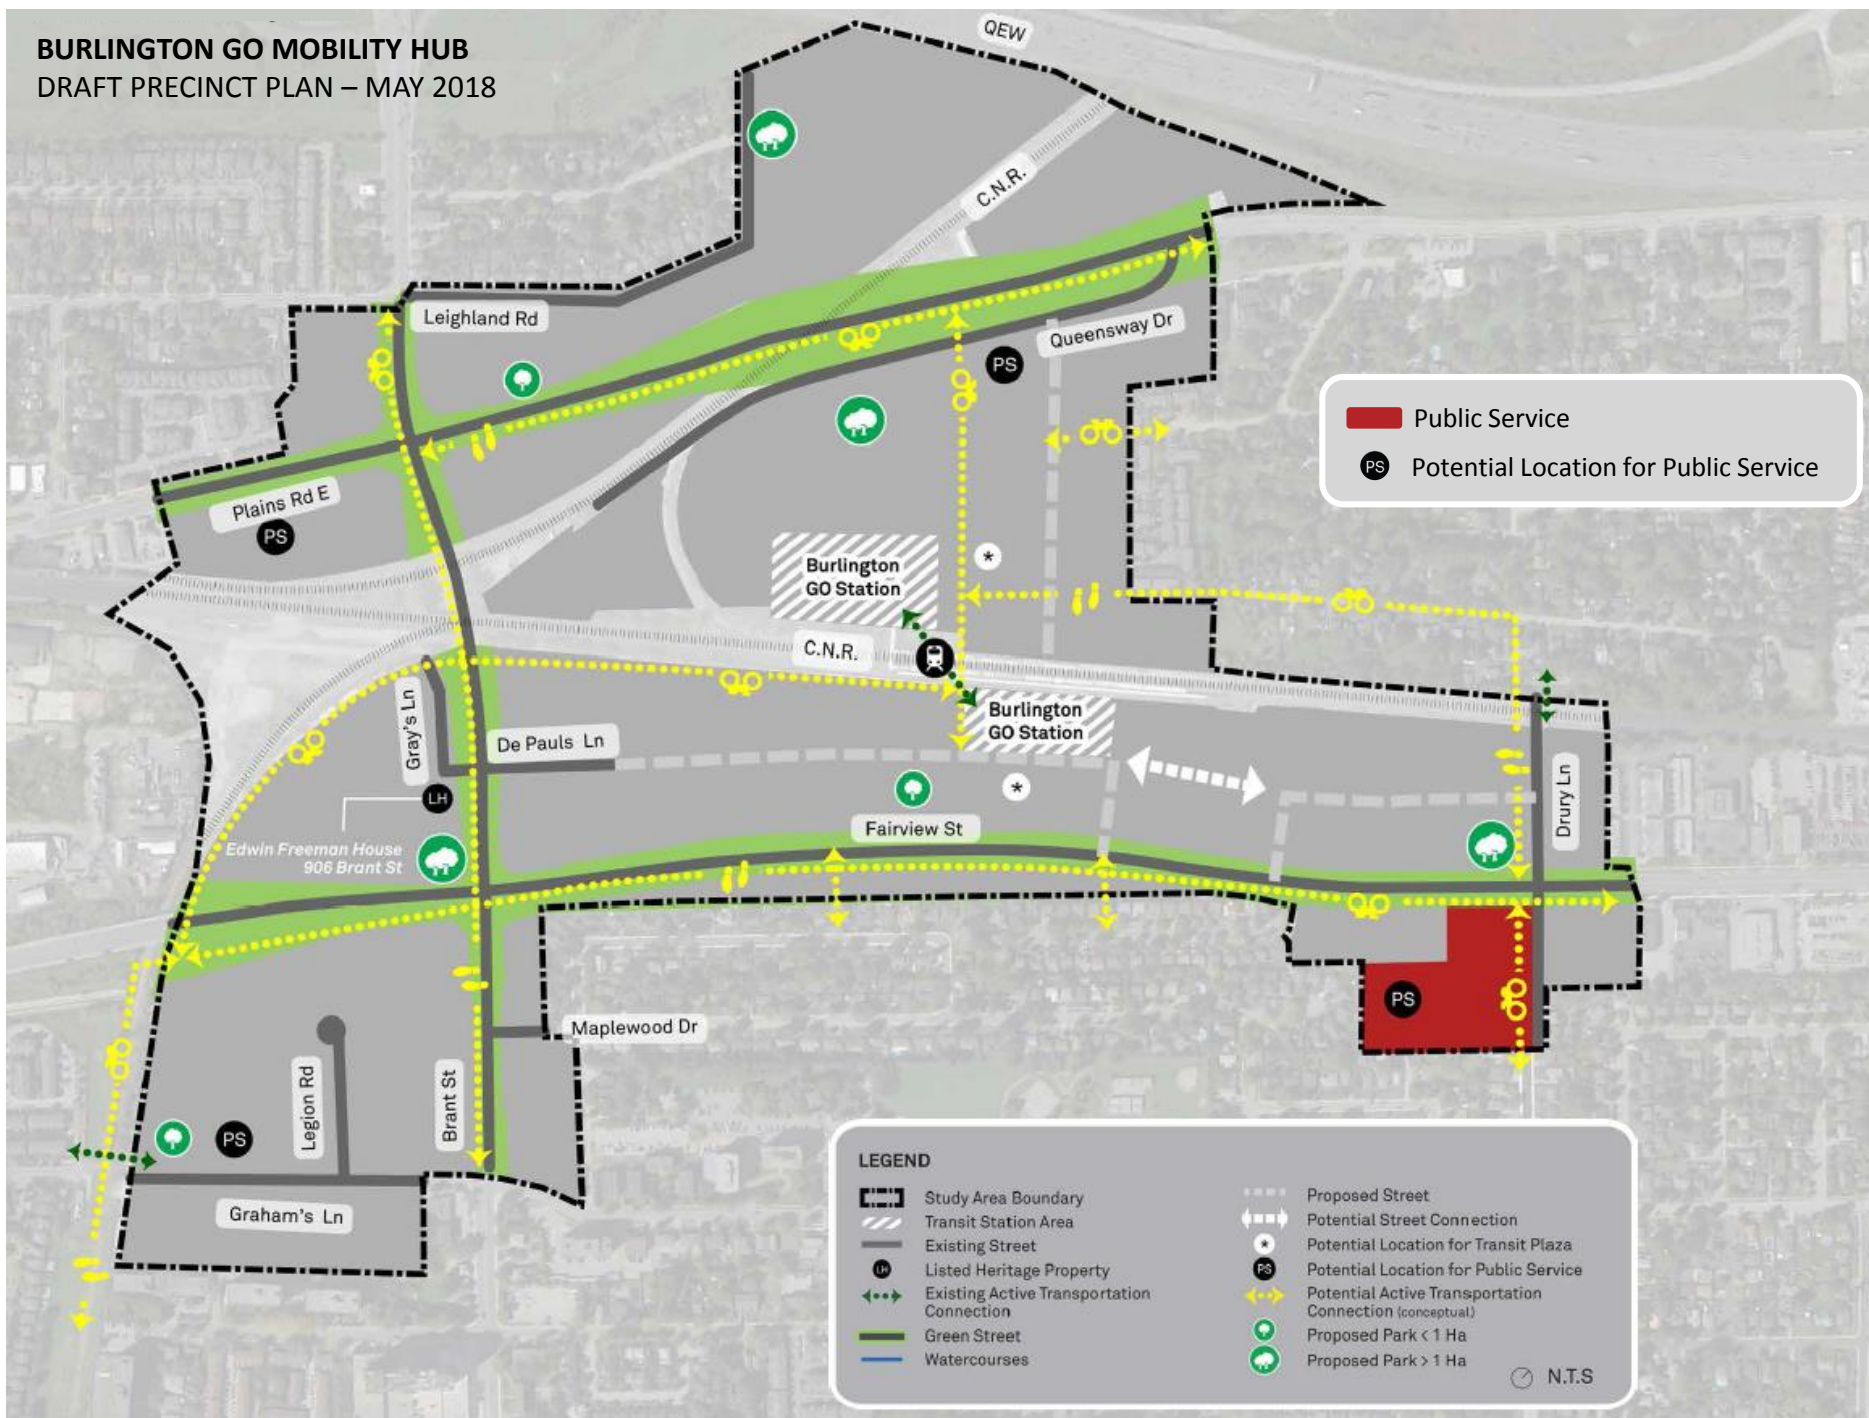 BURLINGTON GO MOBILITY HUB
DRAFT PRECINCT PLAN – MAY 2018
QEW
C.N.R.
Leighland Rd
Queensway Dr
PS
Public Service
PS Potential Location for Public Service
Plains Rd E
PS
Burlington
GO Station
*
C.N.R.
Burlington
GO Station
Gray's Ln
De Pauls Ln
LH
*
Drury Ln
Fairview St
Edwin Freeman House
906 Brant St
PS
Maplewood Dr
Legion Rd
Brant St
PS
Graham's Ln
LEGEND
Study Area Boundary
Transit Station Area
Existing Street
LH Listed Heritage Property
Existing Active Transportation
Connection
Green Street
Watercourses
Proposed Street
Potential Street Connection
* Potential Location for Transit Plaza
PS Potential Location for Public Service
Potential Active Transportation
Connection (conceptual)
Proposed Park < 1 Ha
Proposed Park > 1 Ha
N.T.S